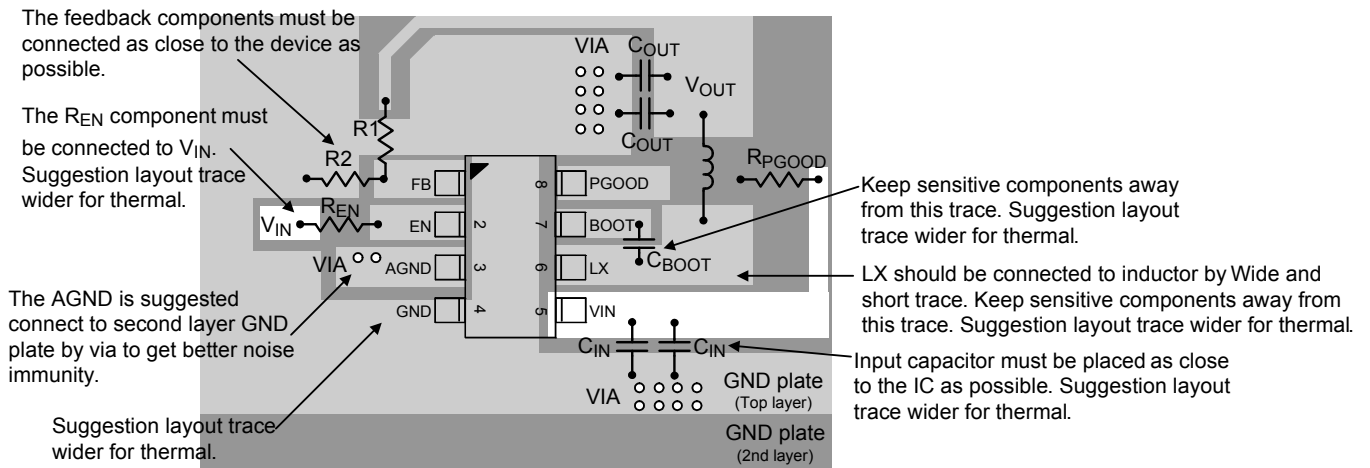 The feedback components must be
connected as close to the device as
possible.
The REN component must
be connected to VIN.
Suggestion layout trace
wider for thermal.
The AGND is suggested
connect to second layer GND
plate by via to get better noise
immunity.
Suggestion layout trace
wider for thermal.
VIA
COUT
COUT
VOUT
R1
R2
REN
VIN
VIA
RPGOOD
FB
EN
AGND
GND
2
3
4
8
7
6
5
PGOOD
BOOT
LX
VIN
CBOOT
CIN
CIN
VIA
GND plate
(Top layer)
GND plate
(2nd layer)
Keep sensitive components away
from this trace. Suggestion layout
trace wider for thermal.
LX should be connected to inductor by Wide and
short trace. Keep sensitive components away from
this trace. Suggestion layout trace wider for thermal.
Input capacitor must be placed as close
to the IC as possible. Suggestion layout
trace wider for thermal.